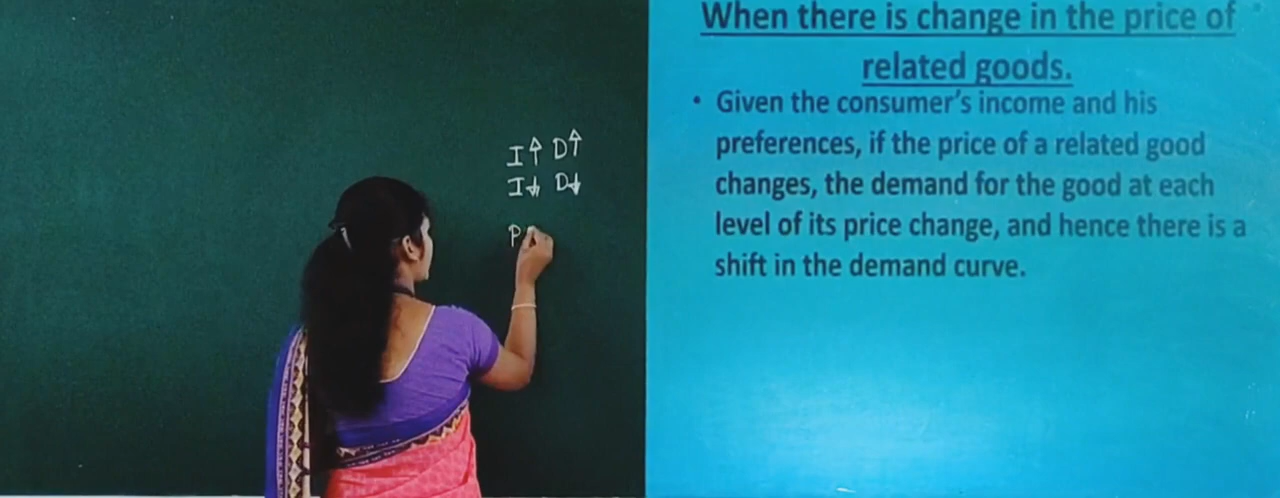 I↑ D↑
I↓ D↓
P
When there is change in the price of
related goods.
• Given the consumer's income and his
preferences, if the price of a related good
changes, the demand for the good at each
level of its price change, and hence there is a
shift in the demand curve.